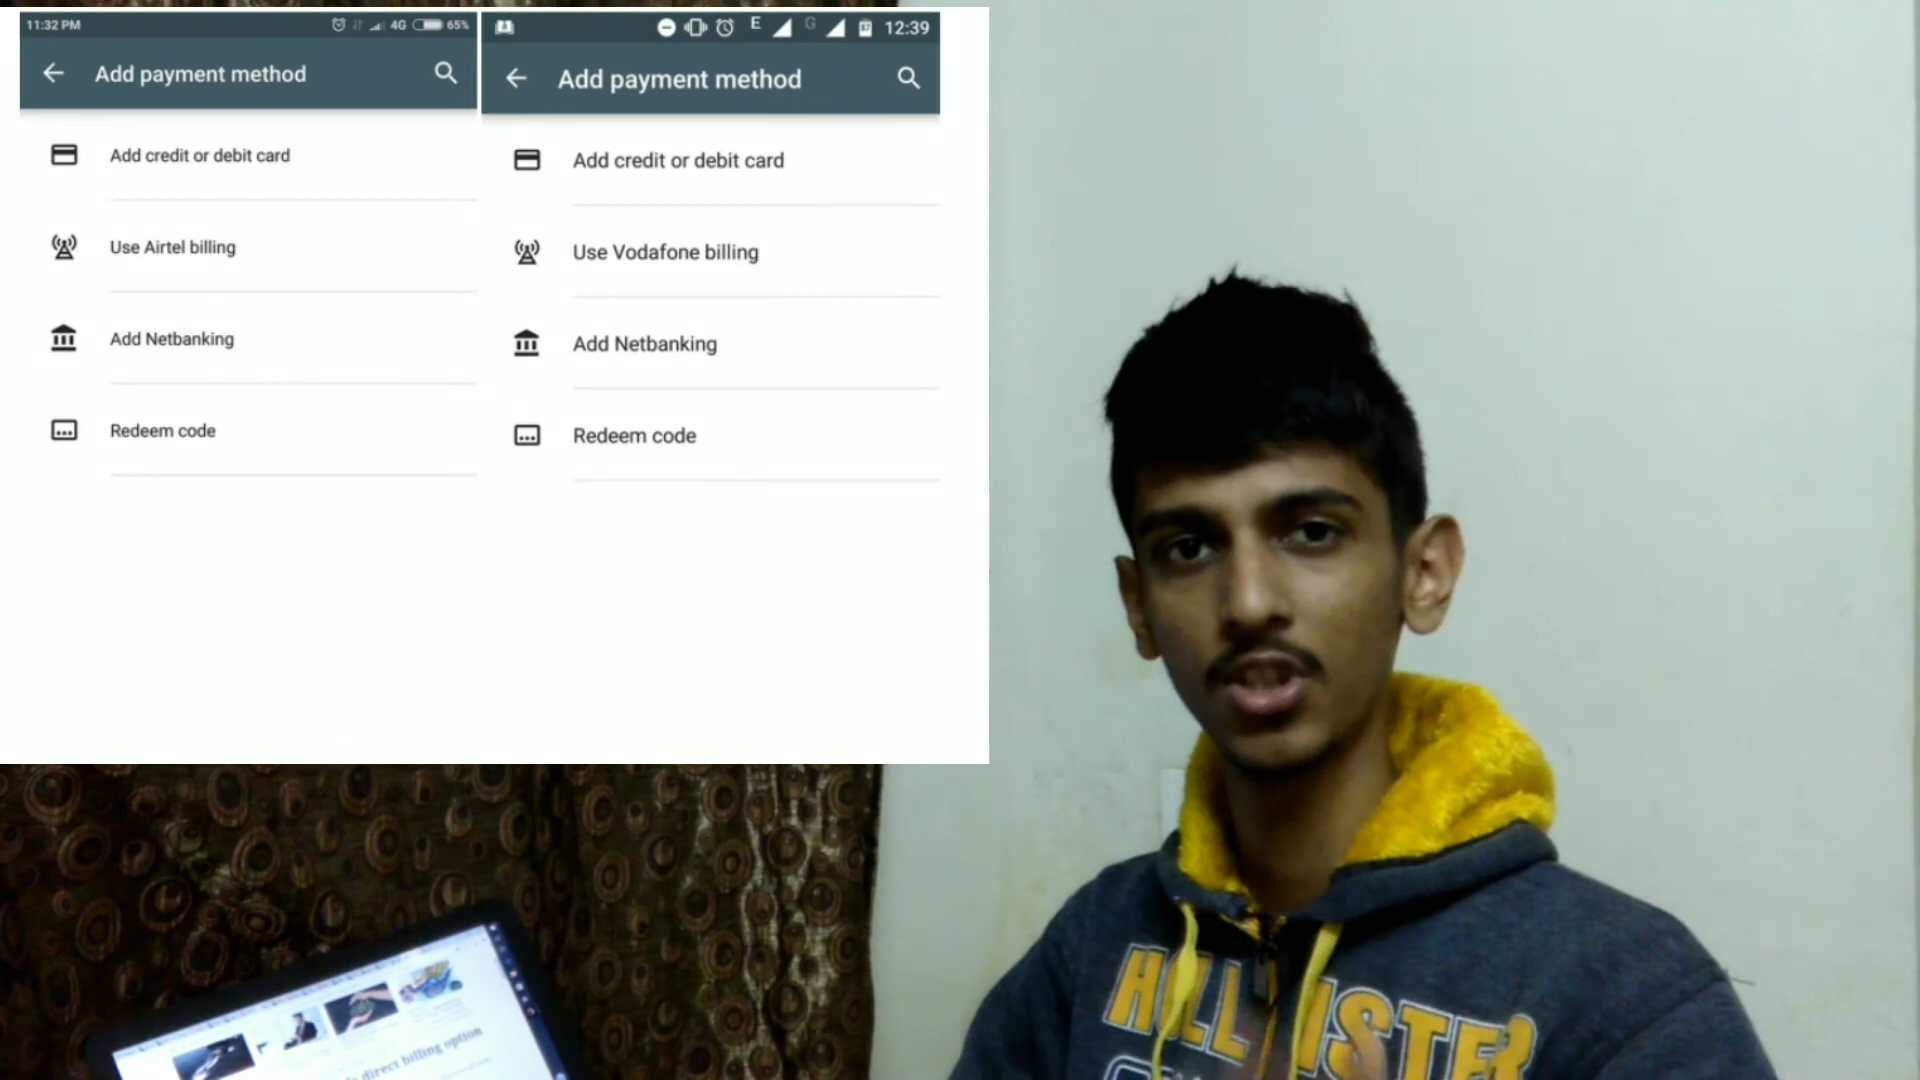 11:32 PM
4G 65%
Add payment method
Add credit or debit card
Use Airtel billing
Add Netbanking
Redeem code
E G 12:39
Add payment method
Add credit or debit card
Use Vodafone billing
Add Netbanking
Redeem code
direct billing option
HOLLISTER